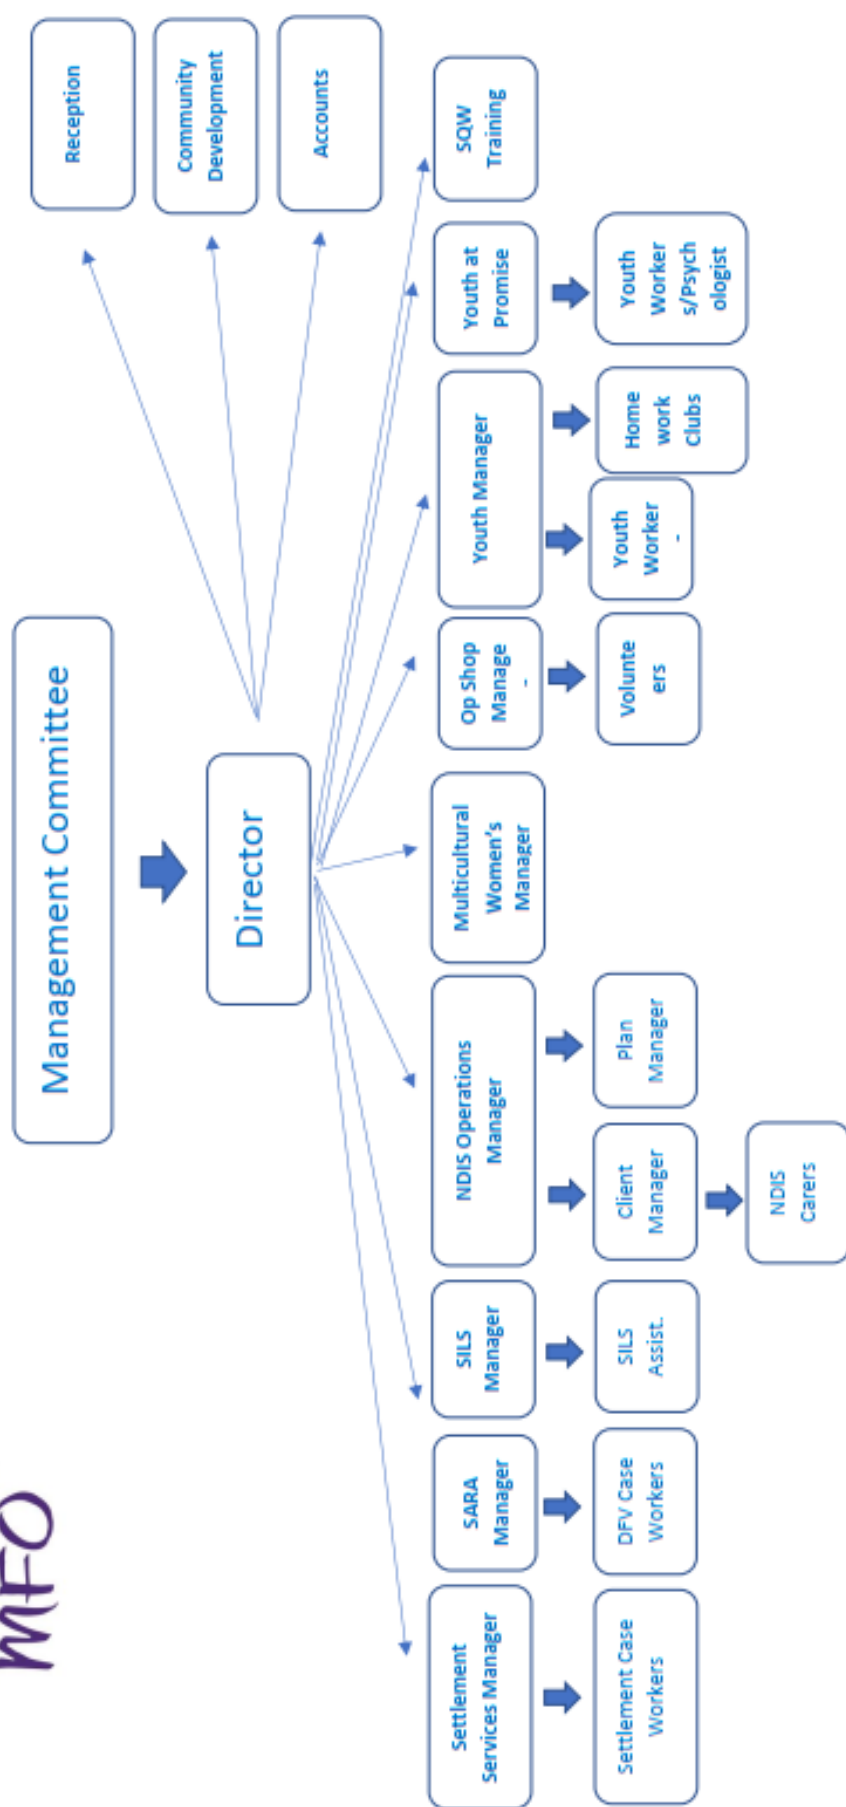 MFO
Management Committee
Director
Reception
Community
Development
Accounts
Settlement
Services Manager
SARA
Manager
SILS
Manager
NDIS Operations
Manager
Multicultural
Women's
Manager
Op Shop
Manage
-
Youth Manager
Youth at
Promise
SQW
Training
Settlement Case
Workers
DFV Case
Workers
SILS
Assist.
Client
Manager
Plan
Manager
Volunte
ers
Youth
Worker
-
Home
work
Clubs
Youth
Worker
s/Psych
ologist
NDIS
Carers